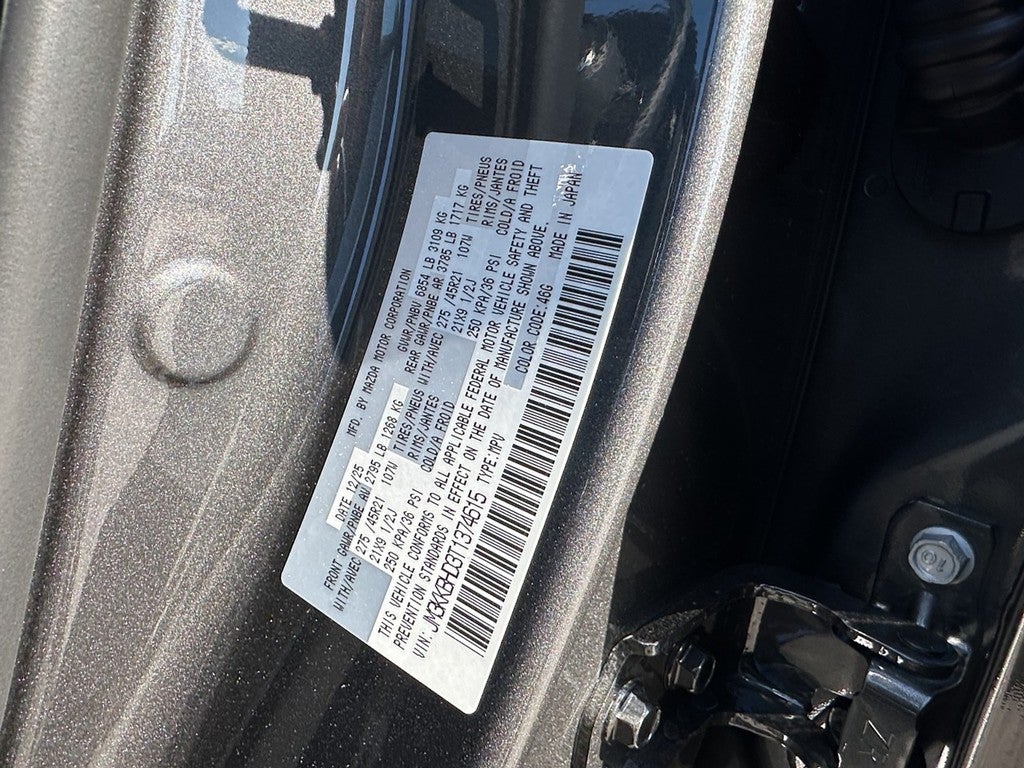 MFD. BY MAZDA MOTOR CORPORATION
DATE 12/25 GVWR/PNBV 6854 LB 3109 KG
FRONT GAWR/PNBE AV 2795 LB 1268 KG REAR GAWR/PNBE AR 3785 LB 1717 KG
WITH/AVEC 275 /45R21 107W TIRES/PNEUS WITH/AVEC 275 /45R21 107W TIRES/PNEUS
21X9 1/2J RIMS/JANTES 21X9 1/2J RIMS/JANTES
250 KPA/36 PSI COLD/A FROID 250 KPA/36 PSI COLD/A FROID
THIS VEHICLE CONFORMS TO ALL APPLICABLE FEDERAL MOTOR VEHICLE SAFETY AND THEFT
PREVENTION STANDARDS IN EFFECT ON THE DATE OF MANUFACTURE SHOWN ABOVE.
VIN: JM3KKBHD3T1374615 TYPE:MPV COLOR CODE:46G MADE IN JAPAN
10